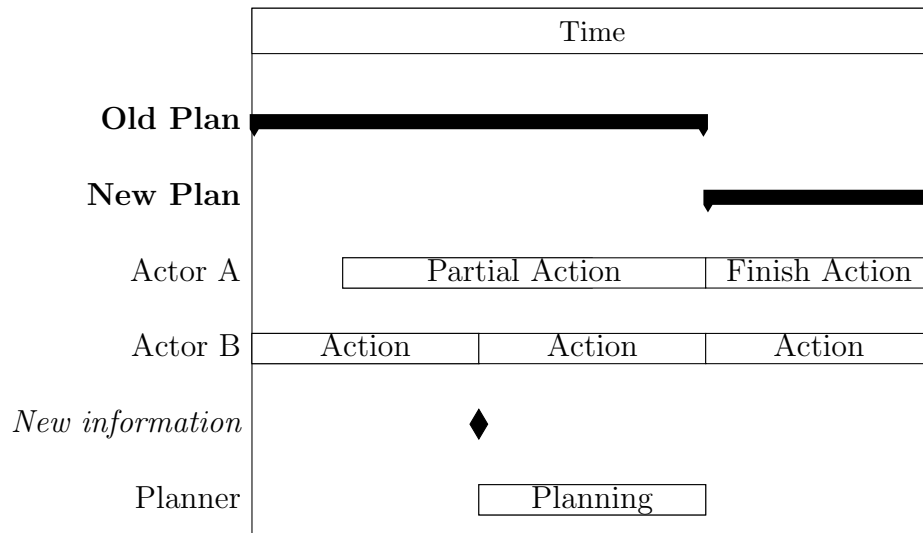 Time
Old Plan
New Plan
Actor A Partial Action Finish Action
Actor B Action Action Action
New information
Planner Planning